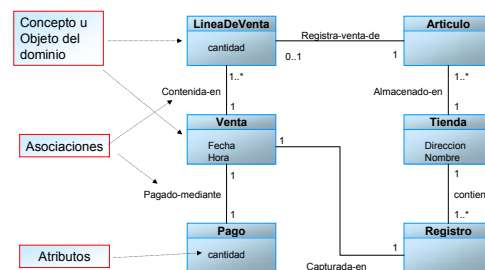 Concepto u
Objeto del
dominio
LineaDeVenta
cantidad
Registra-venta-de
0..1
1
Articulo
1..*
Contenida-en
1
1..*
Almacenado-en
1
Asociaciones
Venta
Fecha
Hora
1
Tienda
Direccion
Nombre
1
Pagado-mediante
1
1
contien
1..*
Atributos
Pago
cantidad
1
Capturada-en
Registro